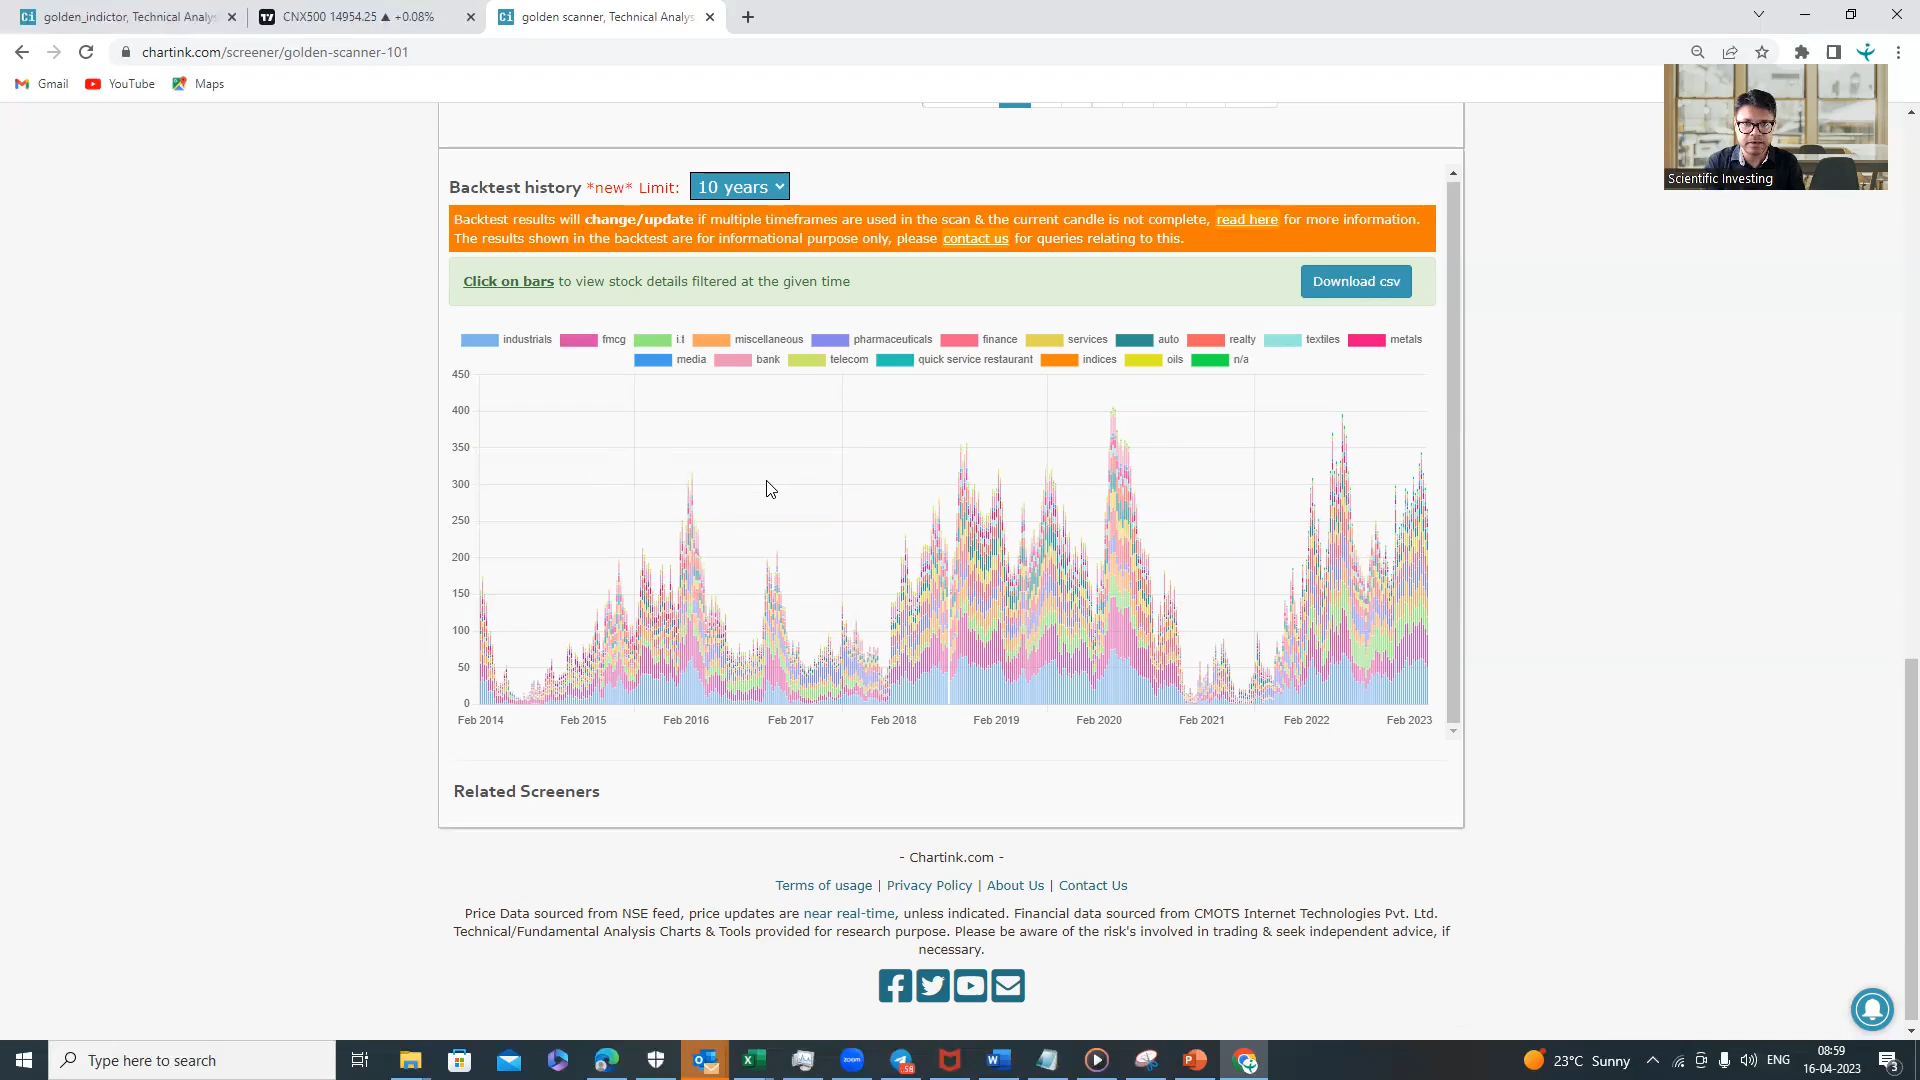 golden_indictor, Technical Analys
CNX500 14954.25 ▲ +0.08%
golden scanner, Technical Analys
chartink.com/screener/golden-scanner-101
Gmail
YouTube
Maps
Scientific Investing
Backtest history *new* Limit: 10 years
Backtest results will change/update if multiple timeframes are used in the scan & the current candle is not complete, read here for more information.
The results shown in the backtest are for informational purpose only, please contact us for queries relating to this.
Click on bars to view stock details filtered at the given time
Download csv
industrials fmcg i.t miscellaneous pharmaceuticals finance services auto realty textiles metals
media bank telecom quick service restaurant indices oils n/a
450
400
350
300
250
200
150
100
50
0
Feb 2014 Feb 2015 Feb 2016 Feb 2017 Feb 2018 Feb 2019 Feb 2020 Feb 2021 Feb 2022 Feb 2023
Related Screeners
- Chartink.com -
Terms of usage | Privacy Policy | About Us | Contact Us
Price Data sourced from NSE feed, price updates are near real-time, unless indicated. Financial data sourced from CMOTS Internet Technologies Pvt. Ltd.
Technical/Fundamental Analysis Charts & Tools provided for research purpose. Please be aware of the risk's involved in trading & seek independent advice, if
necessary.
Type here to search
zoom
.58
23°C Sunny
ENG
08:59
16-04-2023
3